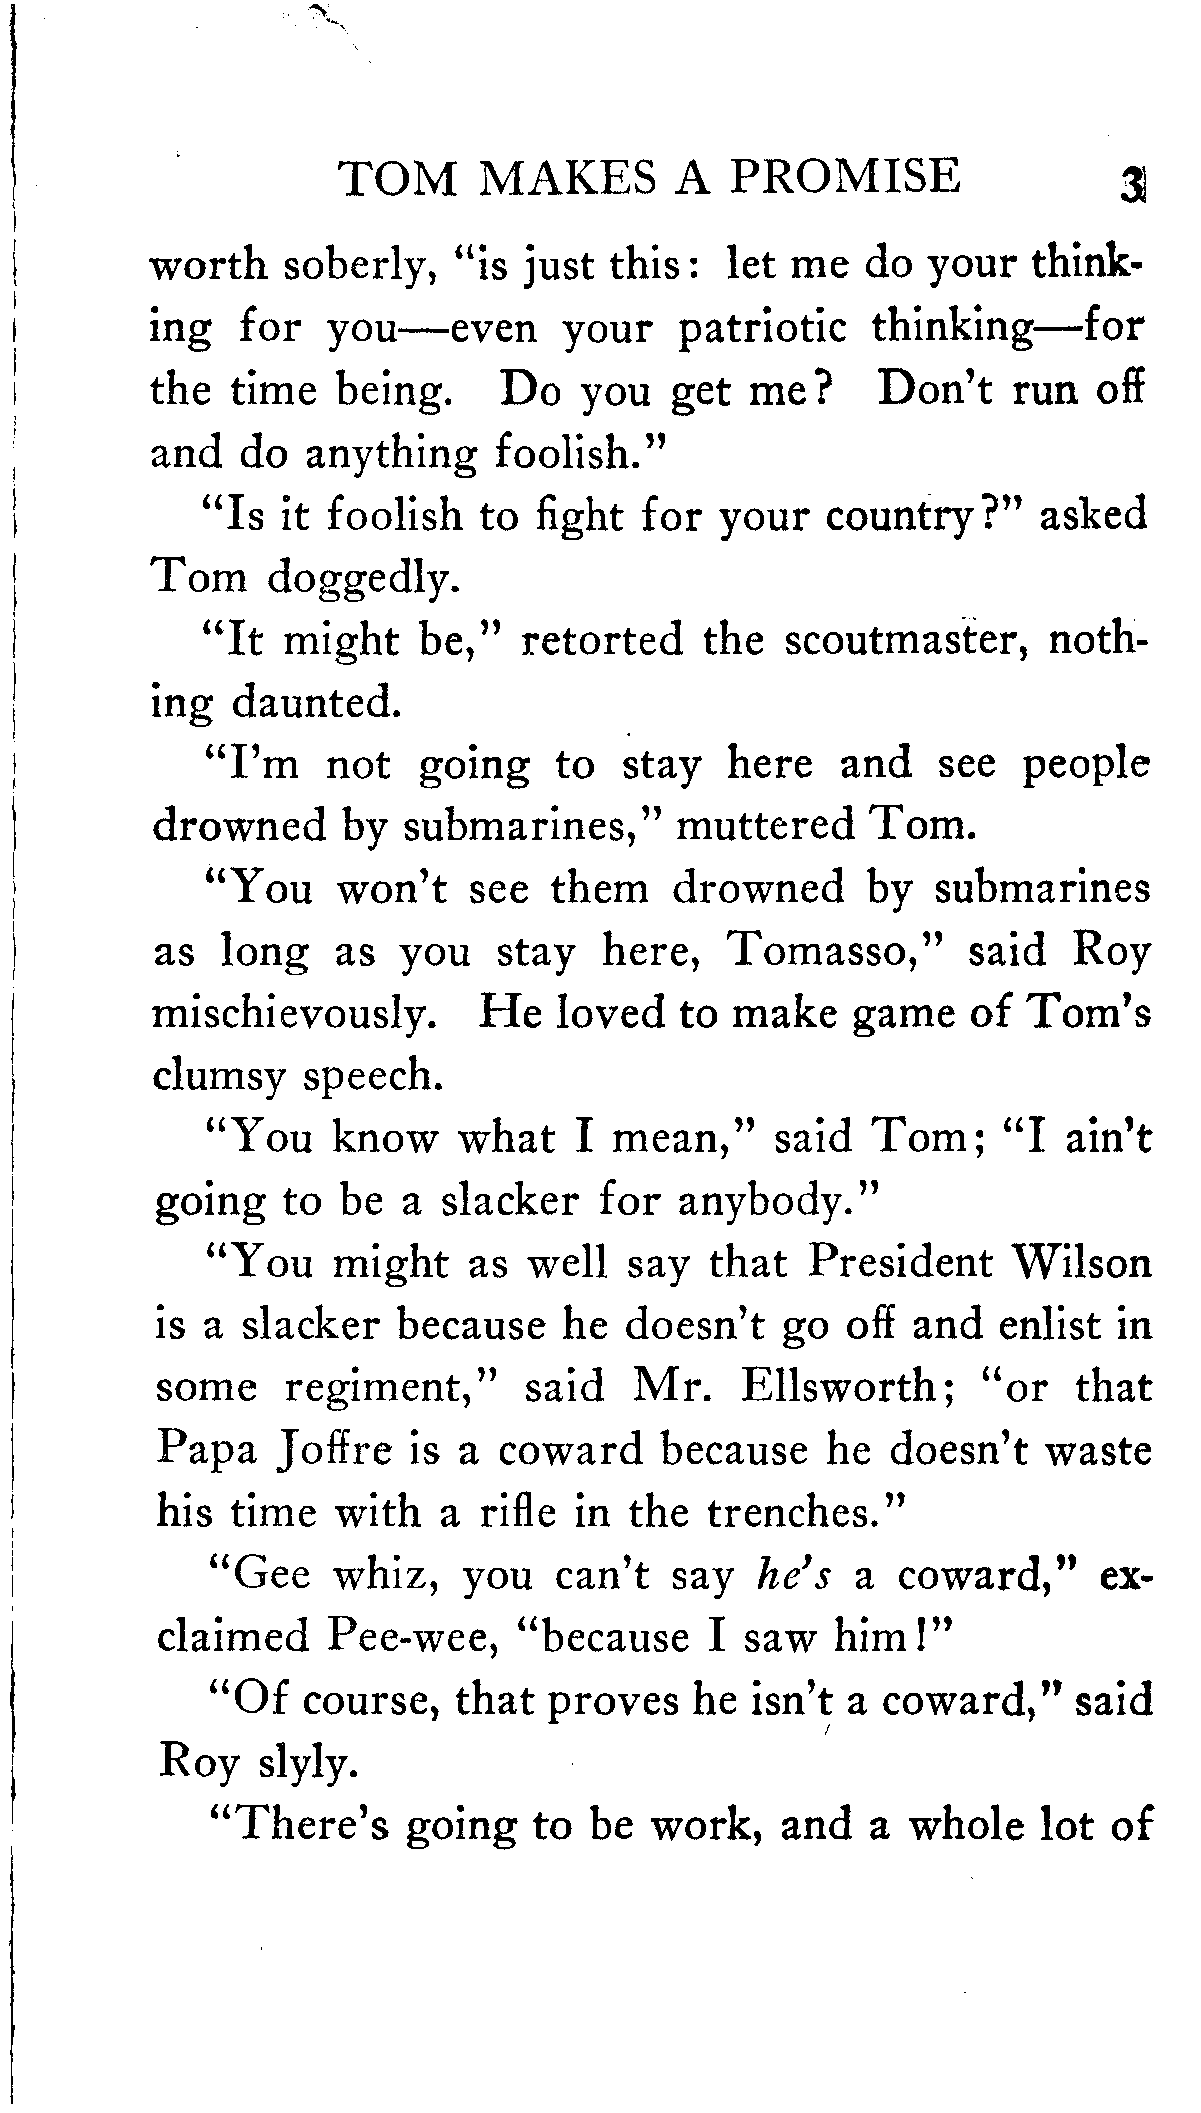 TOM MAKES A PROMISE 3
worth soberly, “is just this: let me do your think-
ing for you—even your patriotic thinking—for
the time being. Do you get me? Don't run off
and do anything foolish.”
“Is it foolish to fight for your country?” asked
Tom doggedly.
“It might be,” retorted the scoutmaster, noth-
ing daunted.
“I'm not going to stay here and see people
drowned by submarines,” muttered Tom.
“You won't see them drowned by submarines
as long as you stay here, Tomasso,” said Roy
mischievously. He loved to make game of Tom's
clumsy speech.
“You know what I mean,” said Tom; “I ain't
going to be a slacker for anybody.”
“You might as well say that President Wilson
is a slacker because he doesn't go off and enlist in
some regiment,” said Mr. Ellsworth; “or that
Papa Joffre is a coward because he doesn't waste
his time with a rifle in the trenches.”
“Gee whiz, you can't say he's a coward,” ex-
claimed Pee-wee, “because I saw him!”
“Of course, that proves he isn't a coward,” said
Roy slyly.
“There's going to be work, and a whole lot of